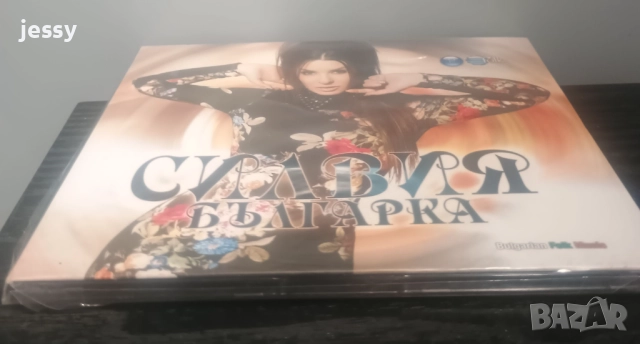 jessy
СИЛВИЯ
БЪЛГАРКА
Bulgarian Folk Music
BAZAR